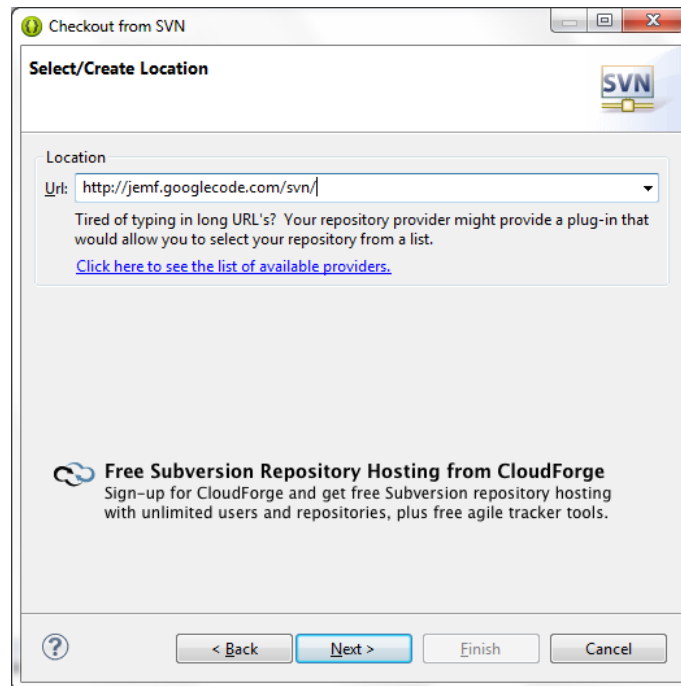 Checkout from SVN
Select/Create Location
SVN
Location
Url: http://jemf.googlecode.com/svn/
Tired of typing in long URL's? Your repository provider might provide a plug-in that
would allow you to select your repository from a list.
Click here to see the list of available providers.
Free Subversion Repository Hosting from CloudForge
Sign-up for CloudForge and get free Subversion repository hosting
with unlimited users and repositories, plus free agile tracker tools.
? < Back Next > Finish Cancel